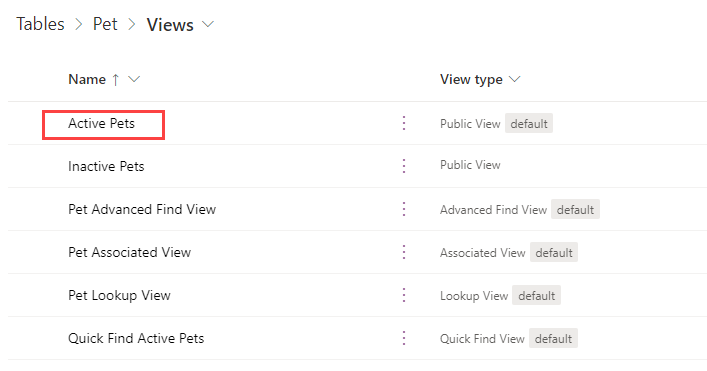 Tables > Pet > Views
Name ↑ View type
Active Pets Public View default
Inactive Pets Public View
Pet Advanced Find View Advanced Find View default
Pet Associated View Associated View default
Pet Lookup View Lookup View default
Quick Find Active Pets Quick Find View default